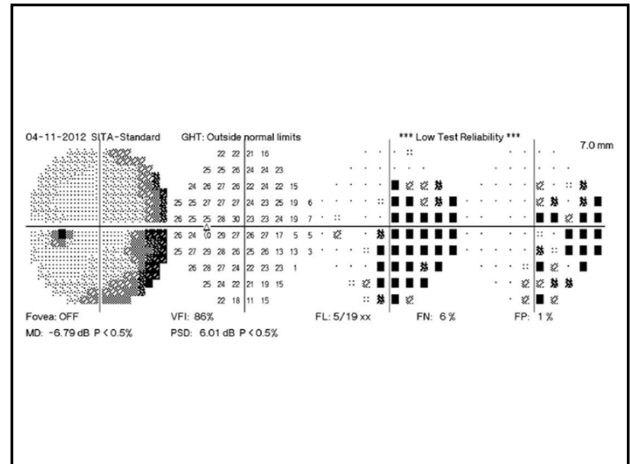 04-11-2012 SITA-Standard GHT: Outside normal limits *** Low Test Reliability *** 7.0 mm
22 22 21 16
25 25 26 24 24 23
24 26 27 26 22 24 22 15
25 25 27 27 27 24 23 25 19 6
26 25 25 28 30 23 23 24 19 7
26 24 29 27 26 27 17 5 5
25 27 29 28 26 25 26 13 13 3
26 28 27 24 22 23 23 1
25 24 22 21 19 15
22 18 11 15
Fovea: OFF VFI: 86% FL: 5/19 xx FN: 6 % FP: 1 %
MD: -6.79 dB P < 0.5% PSD: 6.01 dB P < 0.5%